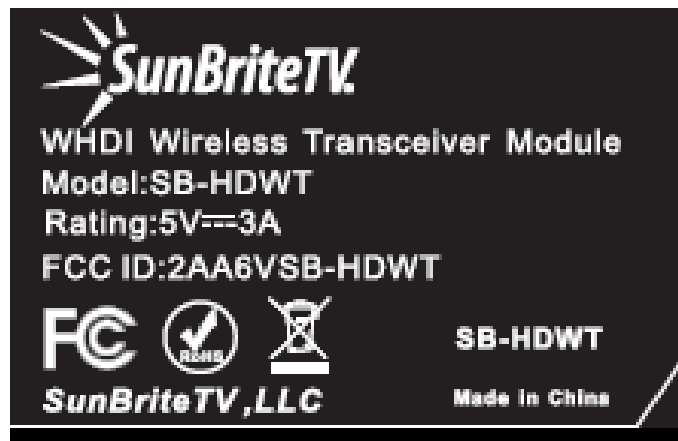 SunBriteTV.
WHDI Wireless Transceiver Module
Model:SB-HDWT
Rating:5V⎓3A
FCC ID:2AA6VSB-HDWT
FC RoHS SB-HDWT
SunBriteTV,LLC Made in China